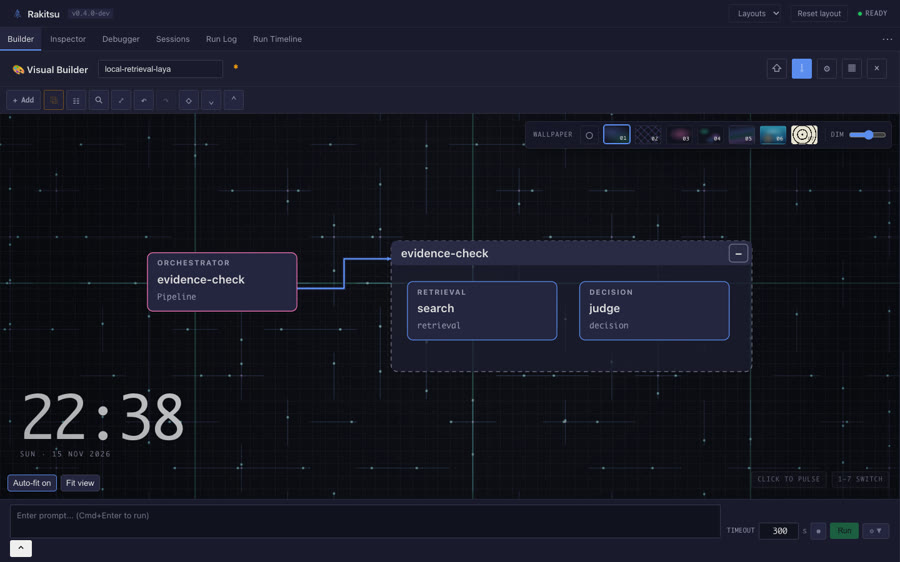 Rakitsu v0.4.0-dev Layouts Reset layout READY
Builder Inspector Debugger Sessions Run Log Run Timeline
Visual Builder local-retrieval-laya *
+ Add
WALLPAPER 01 02 03 04 05 06 DIM
ORCHESTRATOR
evidence-check
Pipeline
evidence-check
RETRIEVAL
search
retrieval
DECISION
judge
decision
22:38
SUN · 15 NOV 2026
Auto-fit on Fit view
CLICK TO PULSE 1–7 SWITCH
Enter prompt... (Cmd+Enter to run)
TIMEOUT 300 s Run